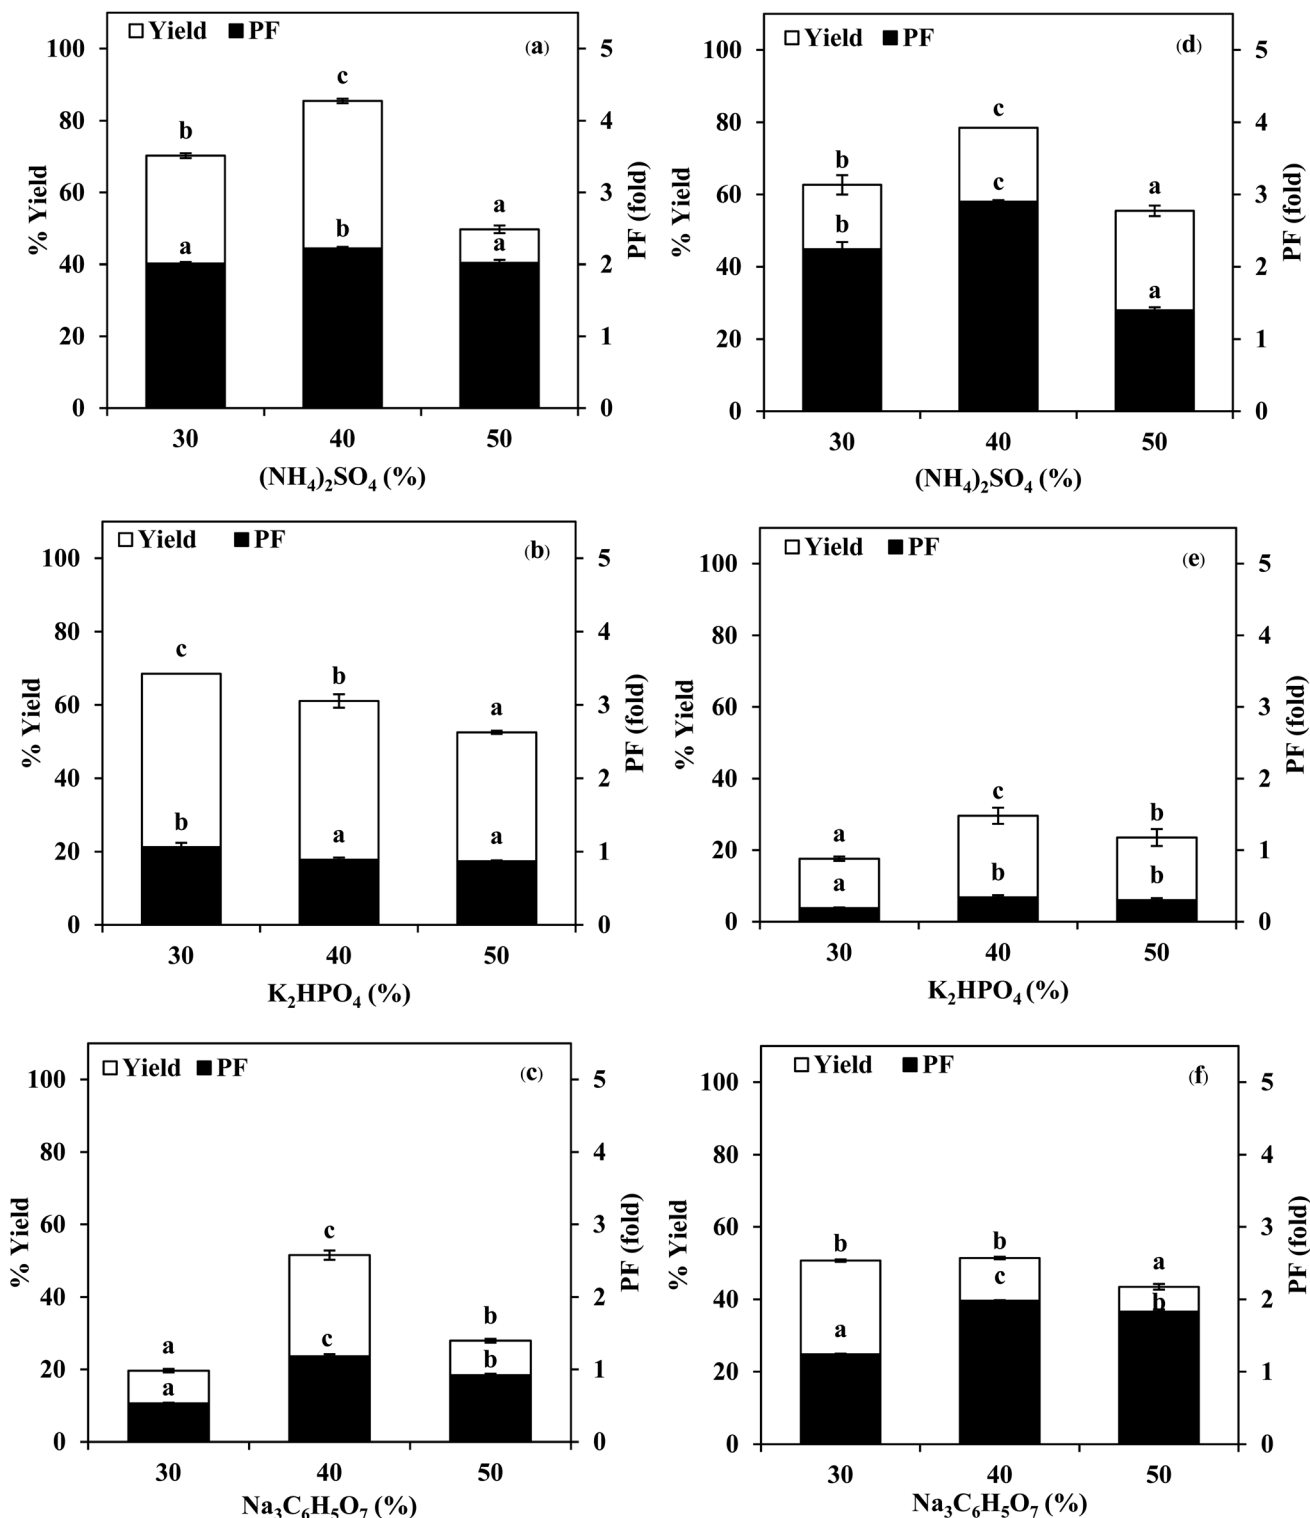 Yield PF (a)
100 5
c
80 4
b
60 3
a
b
a a
40 2
20 1
0 0
% Yield
PF (fold)
30 40 50
(NH₄)₂SO₄ (%)
Yield PF (d)
100 5
c
80 4
b
c
a
60 3
b
40 2
a
20 1
0 0
% Yield
PF (fold)
30 40 50
(NH₄)₂SO₄ (%)
Yield PF (b)
100 5
80 4
c
b
a
60 3
40 2
b a a
20 1
0 0
% Yield
PF (fold)
30 40 50
K₂HPO₄ (%)
Yield PF (e)
100 5
80 4
60 3
40 2
c
b
a
20 1
a b b
0 0
% Yield
PF (fold)
30 40 50
K₂HPO₄ (%)
Yield PF (c)
100 5
80 4
60 3
c
40 2
b
a
c
b
20 1
a
0 0
% Yield
PF (fold)
30 40 50
Na₃C₆H₅O₇ (%)
Yield PF (f)
100 5
80 4
60 3
b b a
c
b
40 2
a
20 1
0 0
% Yield
PF (fold)
30 40 50
Na₃C₆H₅O₇ (%)